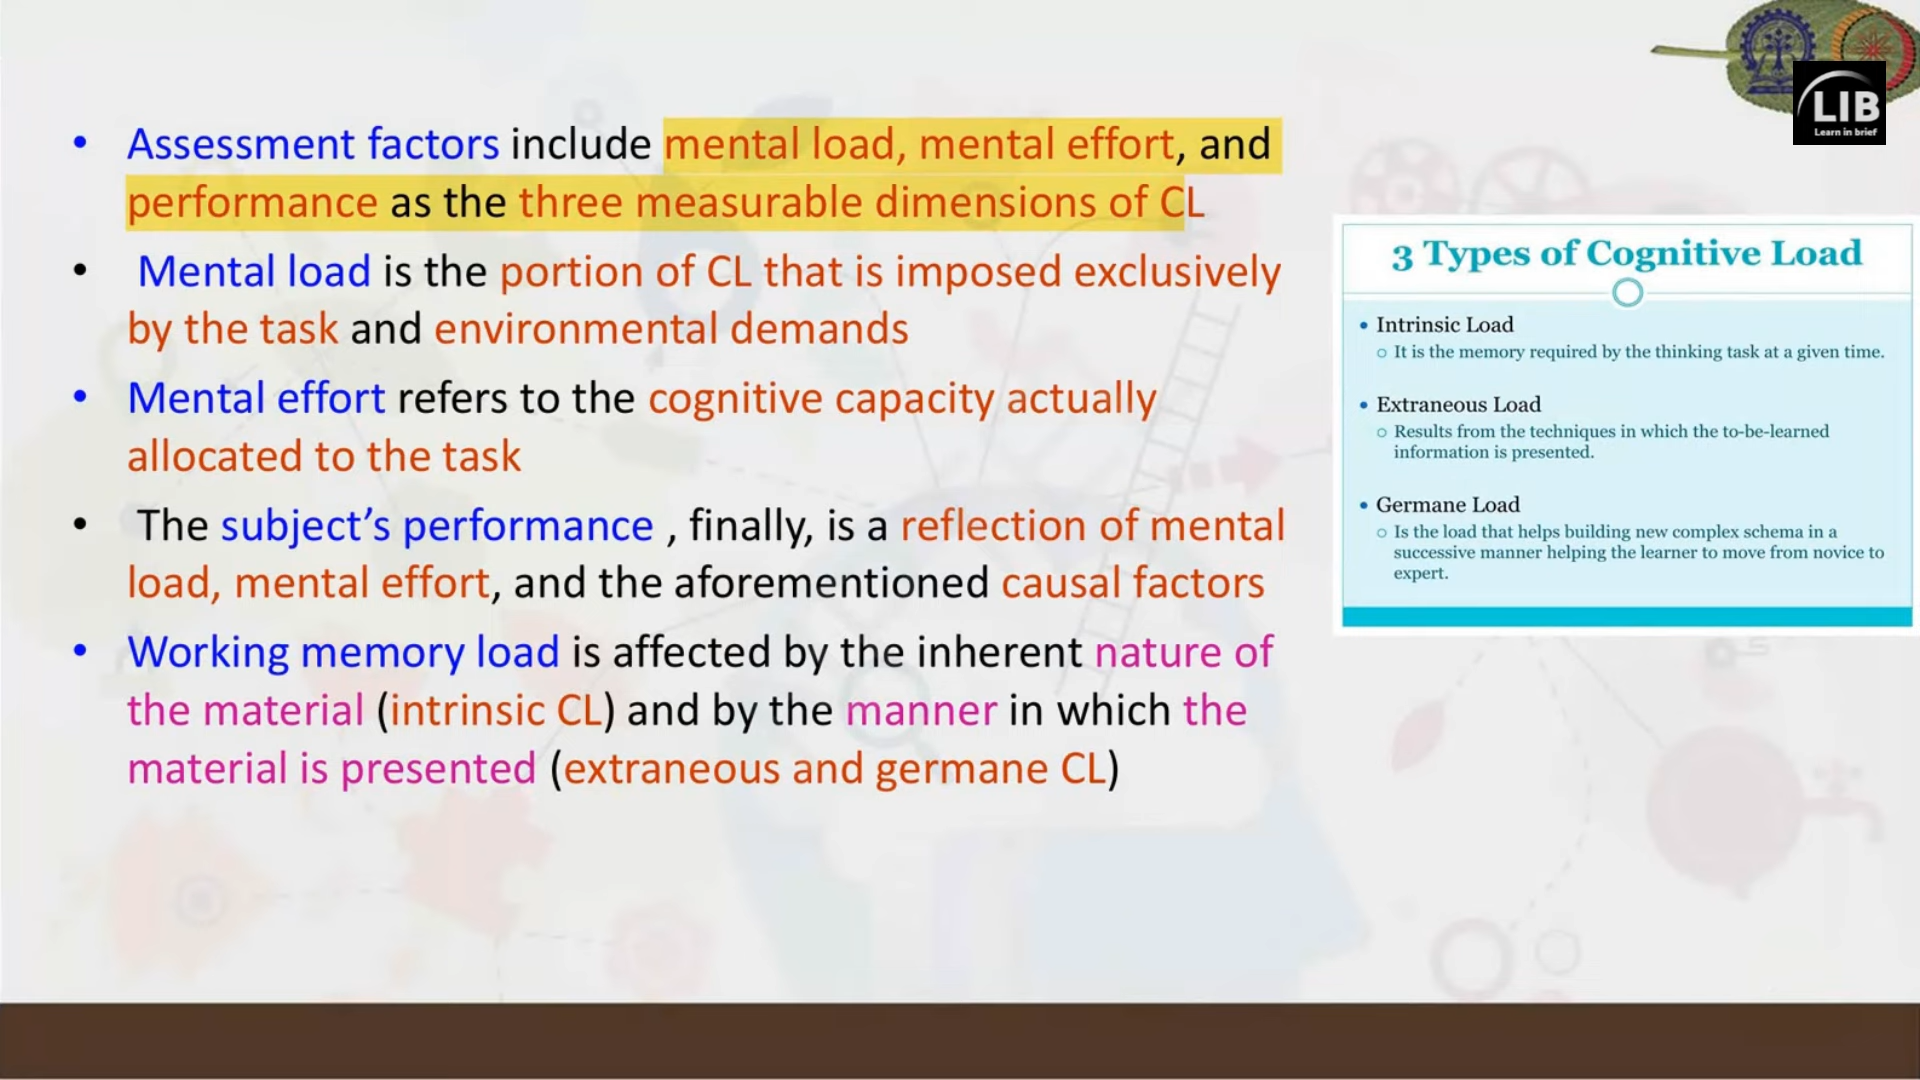 LIB
Learn in brief
• Assessment factors include mental load, mental effort, and
performance as the three measurable dimensions of CL
• Mental load is the portion of CL that is imposed exclusively
by the task and environmental demands
• Mental effort refers to the cognitive capacity actually
allocated to the task
• The subject’s performance , finally, is a reflection of mental
load, mental effort, and the aforementioned causal factors
• Working memory load is affected by the inherent nature of
the material (intrinsic CL) and by the manner in which the
material is presented (extraneous and germane CL)
3 Types of Cognitive Load
• Intrinsic Load
○ It is the memory required by the thinking task at a given time.
• Extraneous Load
○ Results from the techniques in which the to-be-learned
information is presented.
• Germane Load
○ Is the load that helps building new complex schema in a
successive manner helping the learner to move from novice to
expert.